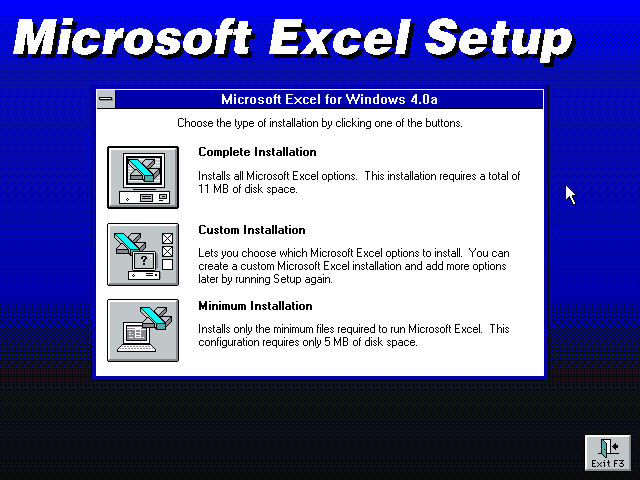 Microsoft Excel Setup
Microsoft Excel for Windows 4.0a
Choose the type of installation by clicking one of the buttons.
Complete Installation
Installs all Microsoft Excel options. This installation requires a total of
11 MB of disk space.
Custom Installation
Lets you choose which Microsoft Excel options to install. You can
create a custom Microsoft Excel installation and add more options
later by running Setup again.
?
Minimum Installation
Installs only the minimum files required to run Microsoft Excel. This
configuration requires only 5 MB of disk space.
Exit F3